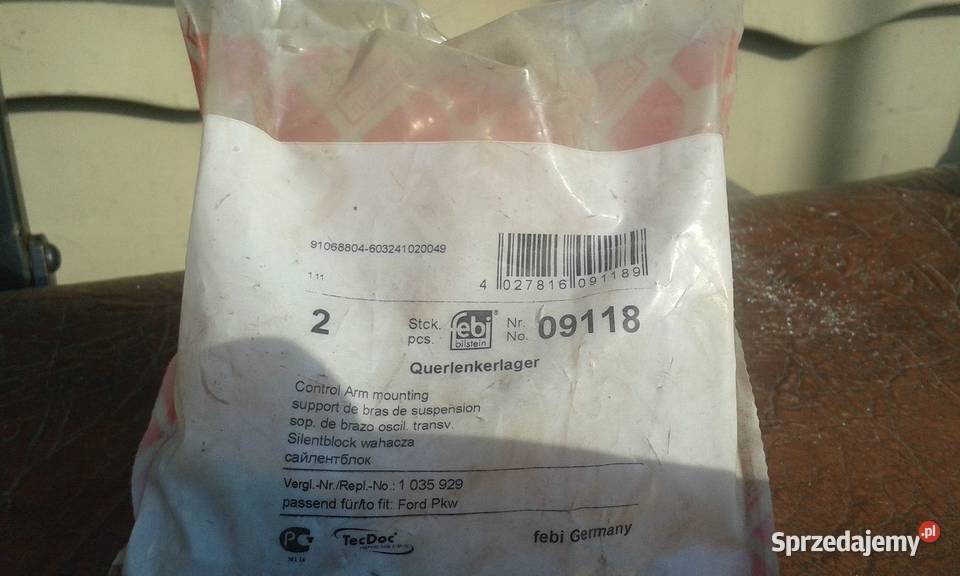 91068804-603241020049
1.11
4 027816 091189
2 Stck. pcs. febi bilstein® Nr. No. 09118
Querlenkerlager
Control Arm mounting
support de bras de suspension
sop. de brazo oscil. transv.
Silentblock wahacza
сайлентблок
Vergl.-Nr./Repl.-No.: 1 035 929
passend für/to fit: Ford Pkw
TecDoc
febi Germany
Sprzedajemy.pl